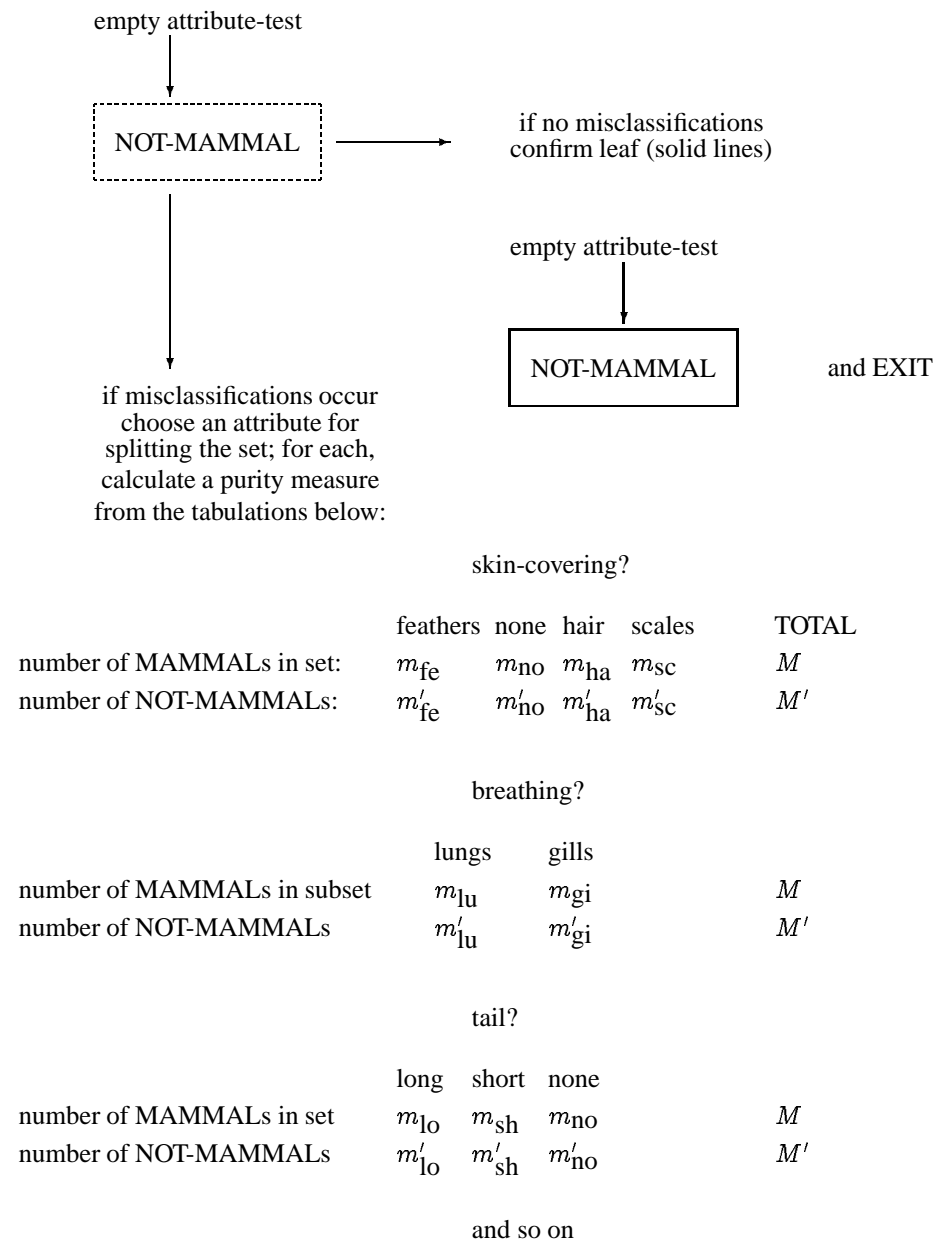 empty attribute-test
NOT-MAMMAL
if no misclassifications
confirm leaf (solid lines)
empty attribute-test
NOT-MAMMAL and EXIT
if misclassifications occur
choose an attribute for
splitting the set; for each,
calculate a purity measure
from the tabulations below:
skin-covering?
feathers none hair scales TOTAL
number of MAMMALs in set: m_fe m_no m_ha m_sc M
number of NOT-MAMMALs: m'_fe m'_no m'_ha m'_sc M'
breathing?
lungs gills
number of MAMMALs in subset m_lu m_gi M
number of NOT-MAMMALs m'_lu m'_gi M'
tail?
long short none
number of MAMMALs in set m_lo m_sh m_no M
number of NOT-MAMMALs m'_lo m'_sh m'_no M'
and so on